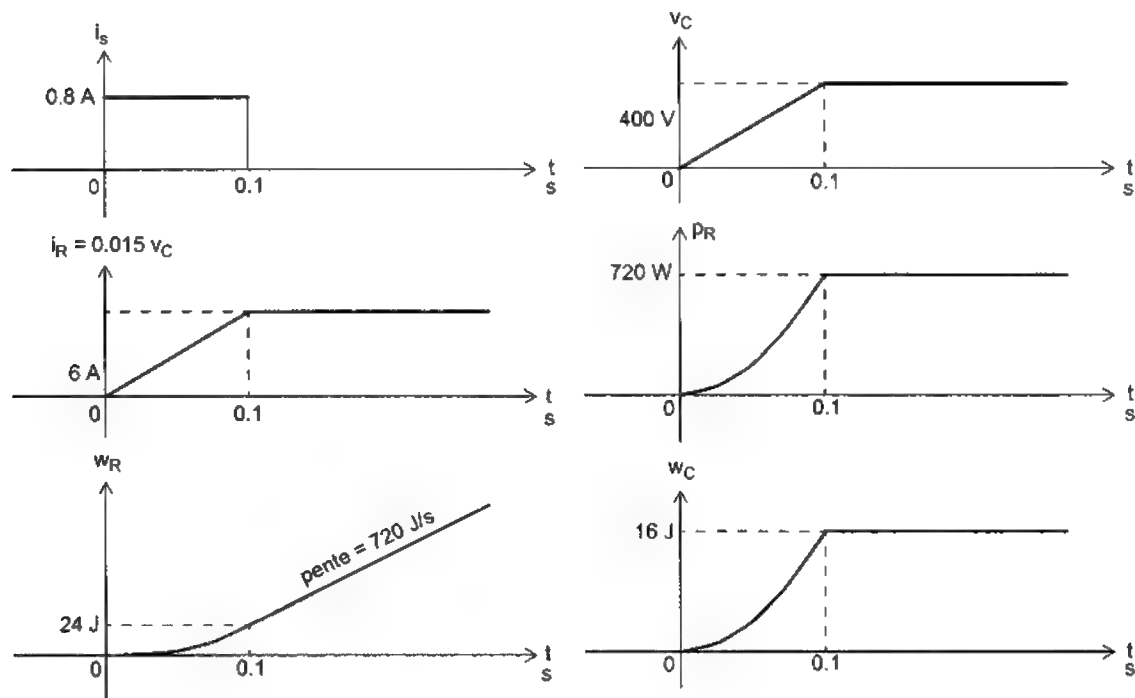 i_s
0.8 A
0
0.1
t
s
v_C
400 V
0
0.1
t
s
i_R = 0.015 v_C
6 A
0
0.1
t
s
p_R
720 W
0
0.1
t
s
w_R
pente = 720 J/s
24 J
0
0.1
t
s
w_C
16 J
0
0.1
t
s